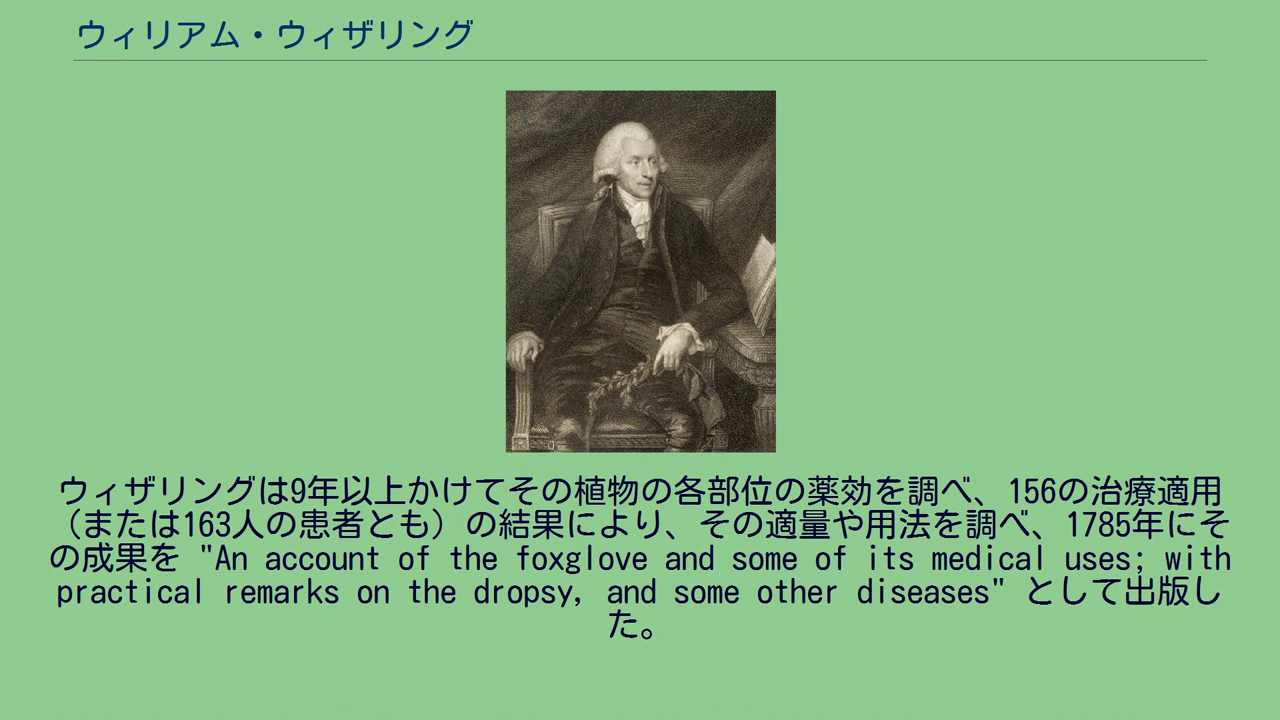 ウィリアム・ウィザリング
ウィザリングは9年以上かけてその植物の各部位の薬効を調べ、156の治療適用
（または163人の患者とも）の結果により、その適量や用法を調べ、1785年にそ
の成果を "An account of the foxglove and some of its medical uses; with
practical remarks on the dropsy, and some other diseases" として出版し
た。